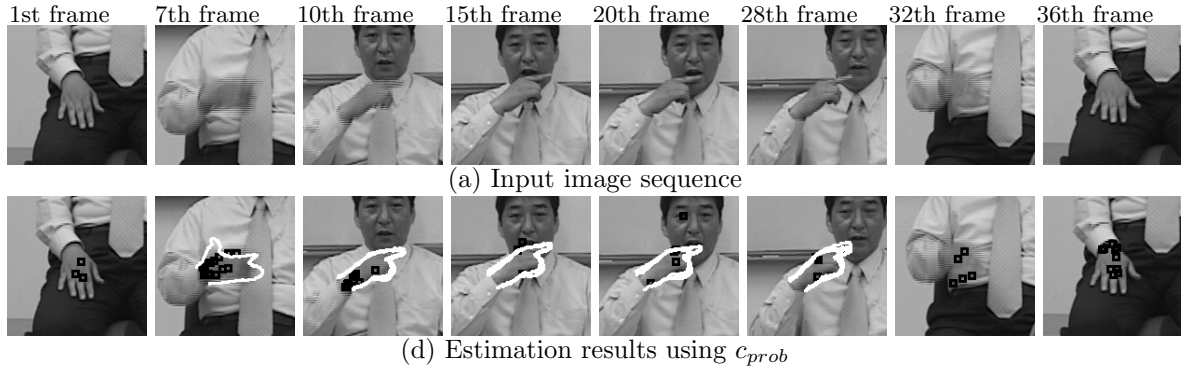 1st frame 7th frame 10th frame 15th frame 20th frame 28th frame 32th frame 36th frame
(a) Input image sequence
(d) Estimation results using c_prob